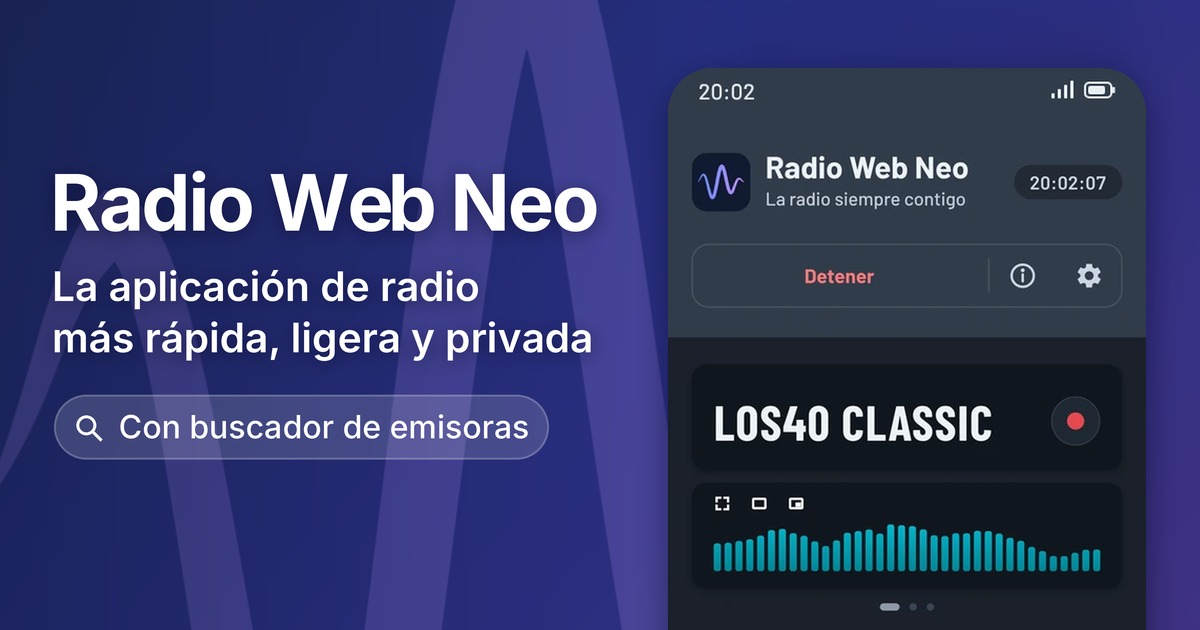 Radio Web Neo
La aplicación de radio
más rápida, ligera y privada
Con buscador de emisoras
20:02
Radio Web Neo
La radio siempre contigo
20:02:07
Detener
LOS40 CLASSIC